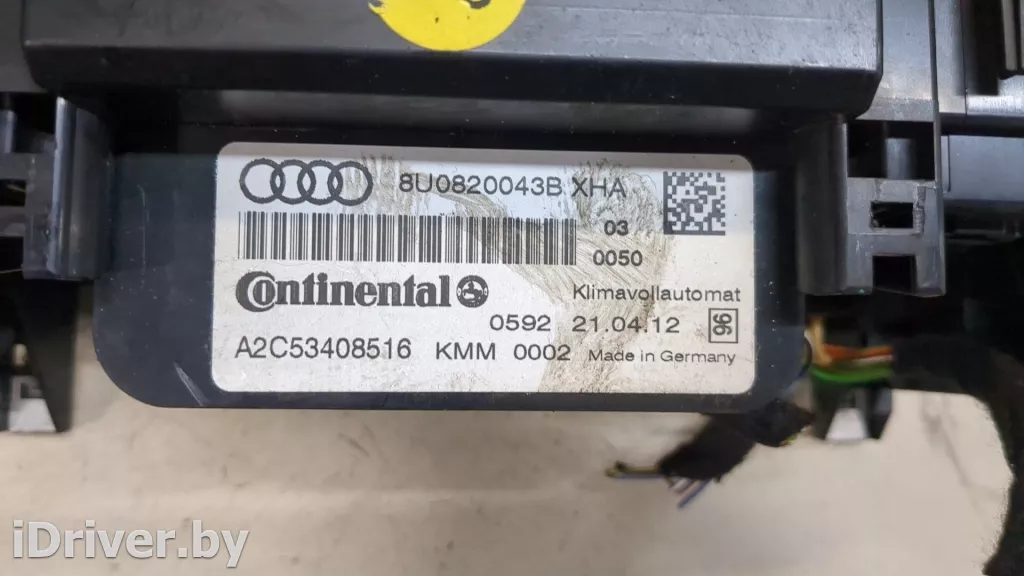 8U0820043B XHA
03
0050
Continental
Klimavollautomat
0592 21.04.12 96
A2C53408516 KMM 0002 Made in Germany
iDriver.by